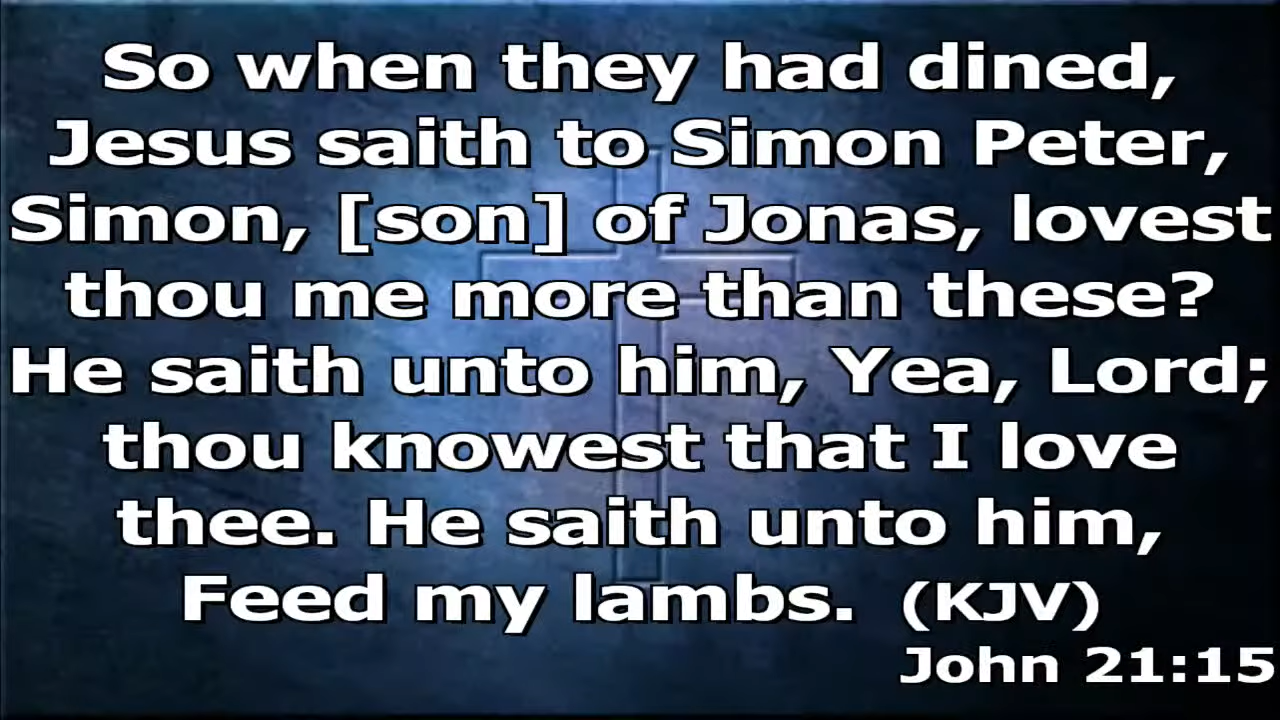 So when they had dined,
Jesus saith to Simon Peter,
Simon, [son] of Jonas, lovest
thou me more than these?
He saith unto him, Yea, Lord;
thou knowest that I love
thee. He saith unto him,
Feed my lambs. (KJV)
John 21:15